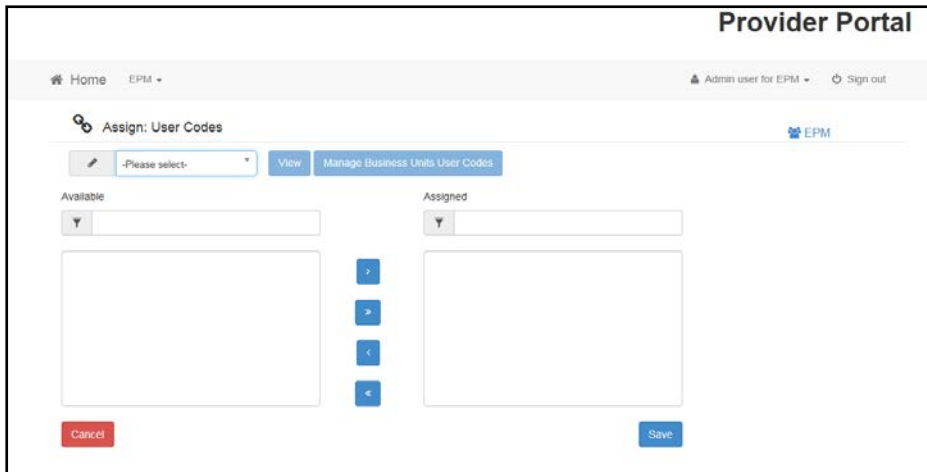 Provider Portal
Home EPM Admin user for EPM Sign out
Assign: User Codes
EPM
-Please select- View Manage Business Units User Codes
Available Assigned
>
»
<
«
Cancel Save